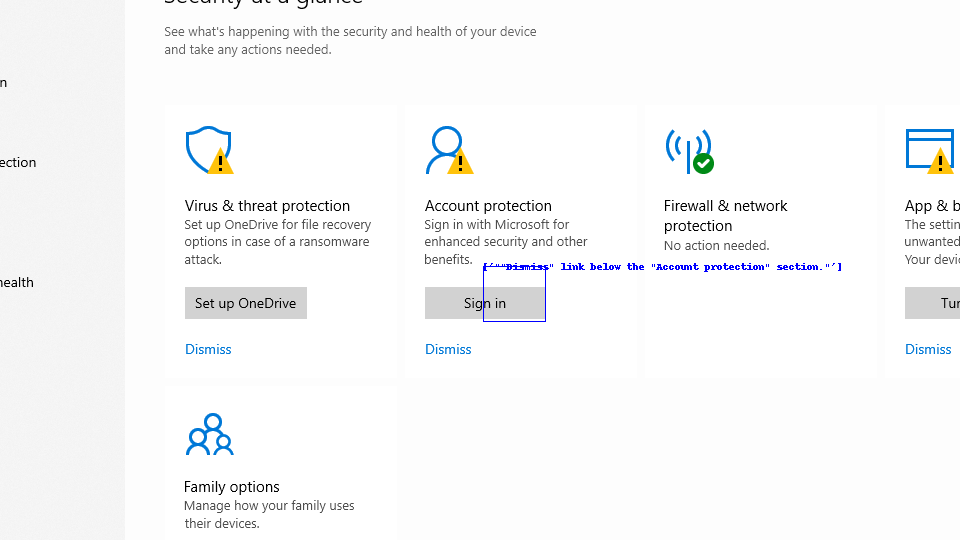 Security at a glance
See what's happening with the security and health of your device
and take any actions needed.
n
ection
health
Virus & threat protection
Set up OneDrive for file recovery
options in case of a ransomware
attack.
Set up OneDrive
Dismiss
Account protection
Sign in with Microsoft for
enhanced security and other
benefits.
['""Dismiss" link below the "Account protection" section."']
Sign in
Dismiss
Firewall & network
protection
No action needed.
App & b
The settin
unwanted
Your devic
Tur
Dismiss
Family options
Manage how your family uses
their devices.